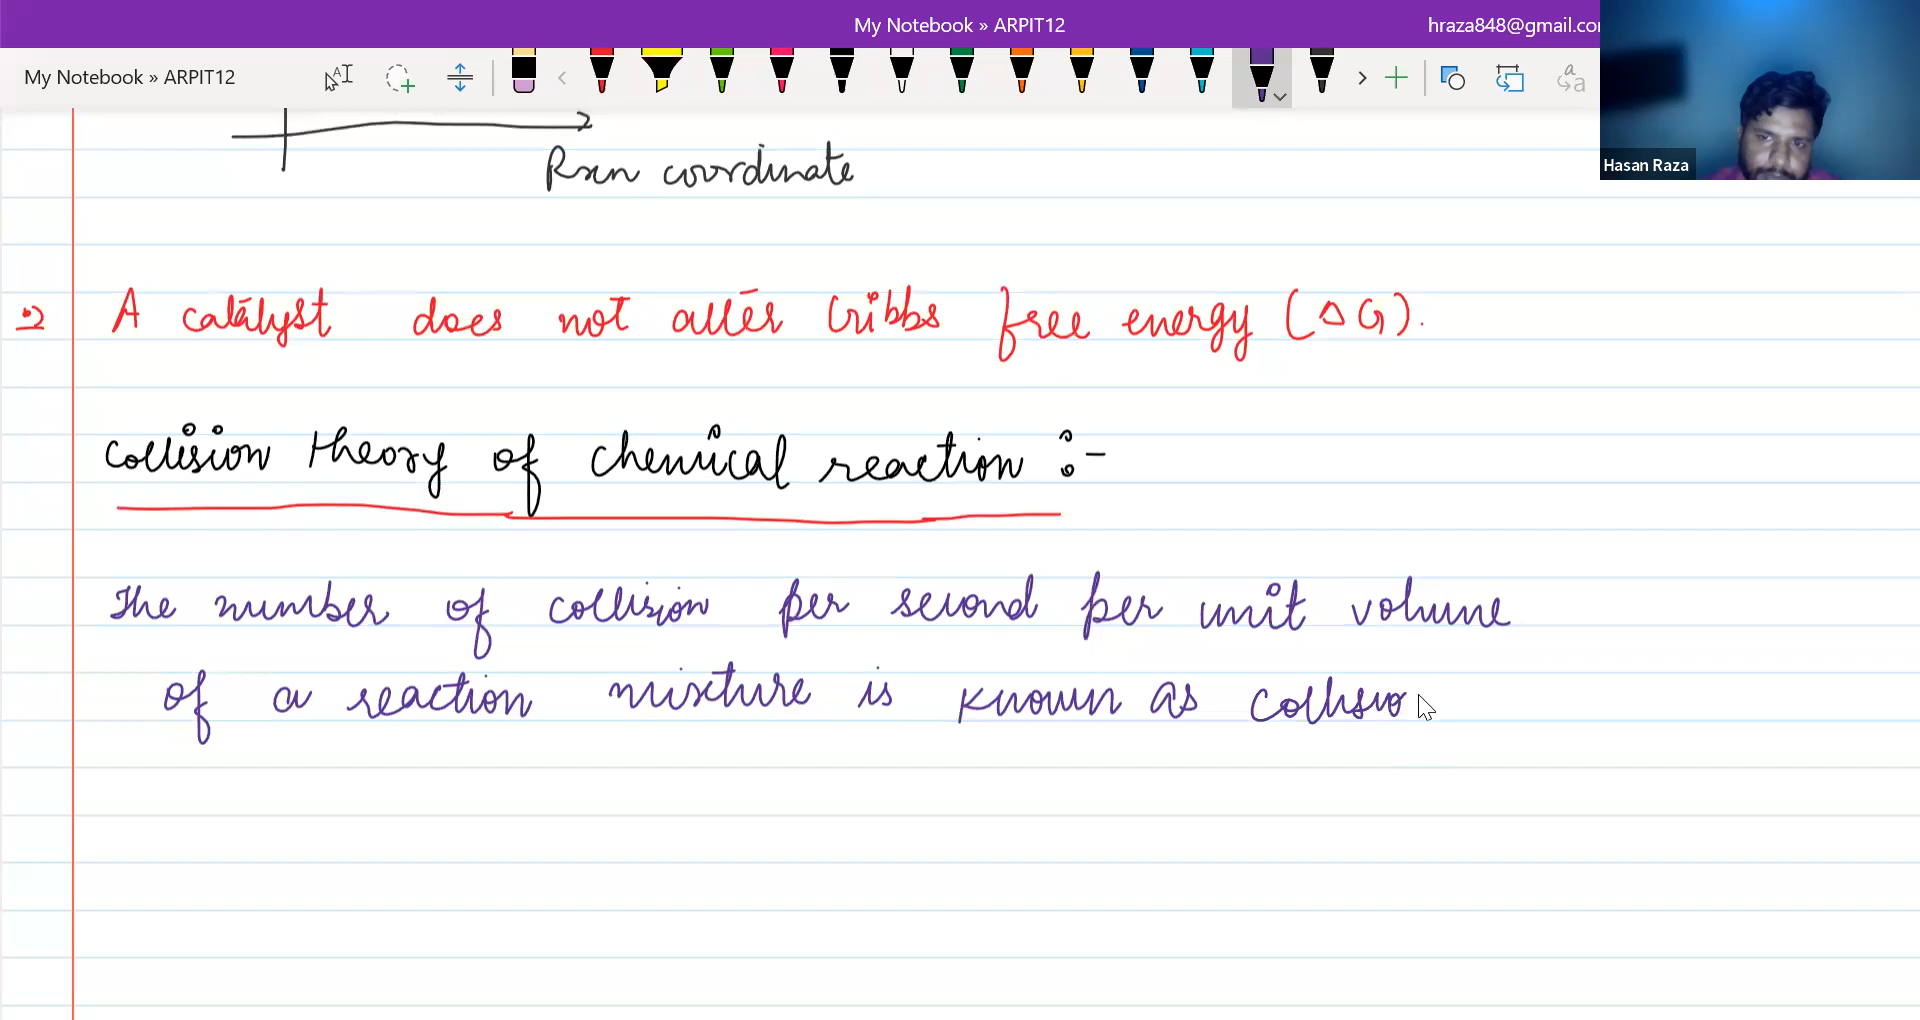 My Notebook » ARPIT12
hraza848@gmail.co
My Notebook » ARPIT12
Hasan Raza
Rxn coordinate
A catalyst does not alter Gibbs free energy (ΔG).
Collision theory of chemical reaction :-
The number of collision per second per unit volume
of a reaction mixture is known as Collisio